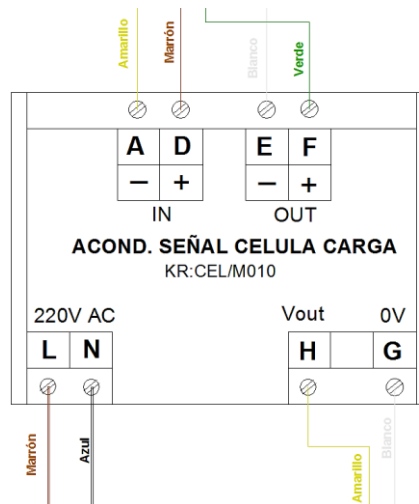 Amarillo
Marrón
Blanco
Verde
A D E F
− + − +
IN OUT
ACOND. SEÑAL CELULA CARGA
KR:CEL/M010
220V AC Vout 0V
L N H G
Marrón
Azul
Amarillo
Blanco